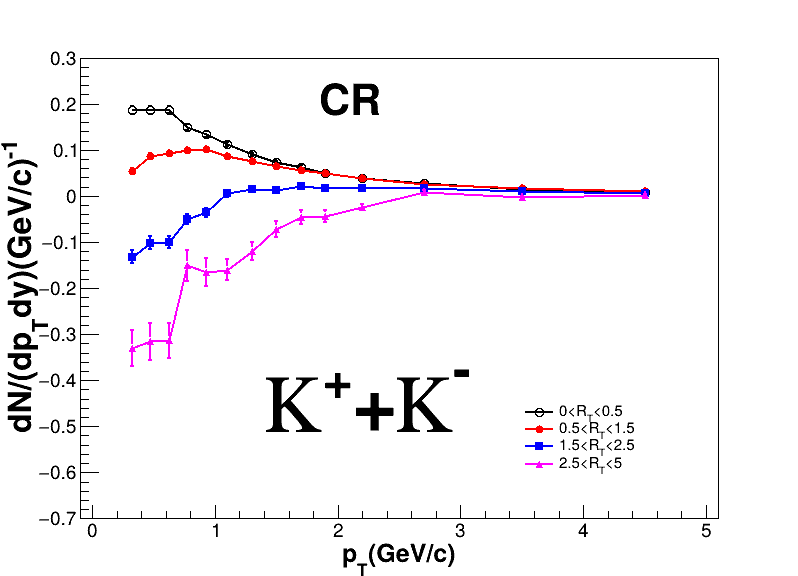 0.3
CR
0.2
0.1
0
−0.1
−0.2
−0.3
−0.4
−0.5
−0.6
−0.7
dN/(dp_T dy)(GeV/c)^-1
K^+ + K^-
0<R_T<0.5
0.5<R_T<1.5
1.5<R_T<2.5
2.5<R_T<5
0 1 2 3 4 5
p_T(GeV/c)